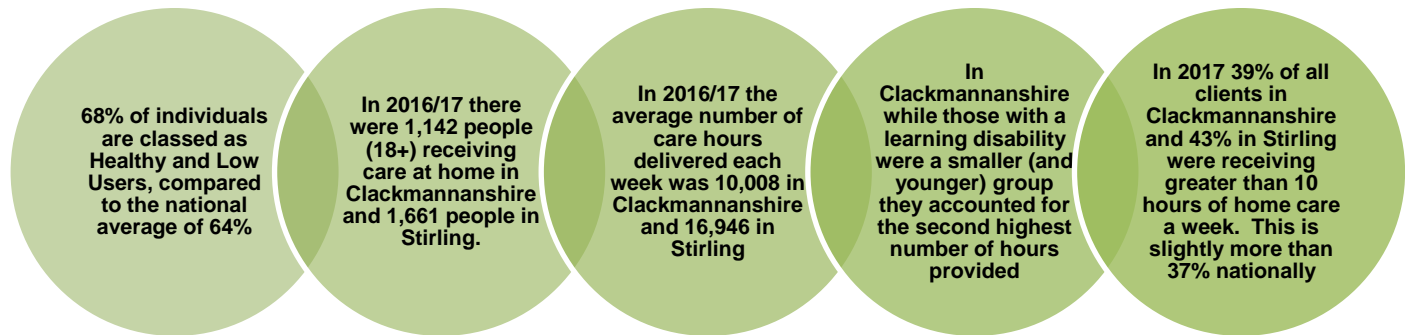 68% of individuals
are classed as
Healthy and Low
Users, compared
to the national
average of 64%
In 2016/17 there
were 1,142 people
(18+) receiving
care at home in
Clackmannanshire
and 1,661 people in
Stirling.
In 2016/17 the
average number of
care hours
delivered each
week was 10,008 in
Clackmannanshire
and 16,946 in
Stirling
In
Clackmannanshire
while those with a
learning disability
were a smaller (and
younger) group
they accounted for
the second highest
number of hours
provided
In 2017 39% of all
clients in
Clackmannanshire
and 43% in Stirling
were receiving
greater than 10
hours of home care
a week. This is
slightly more than
37% nationally